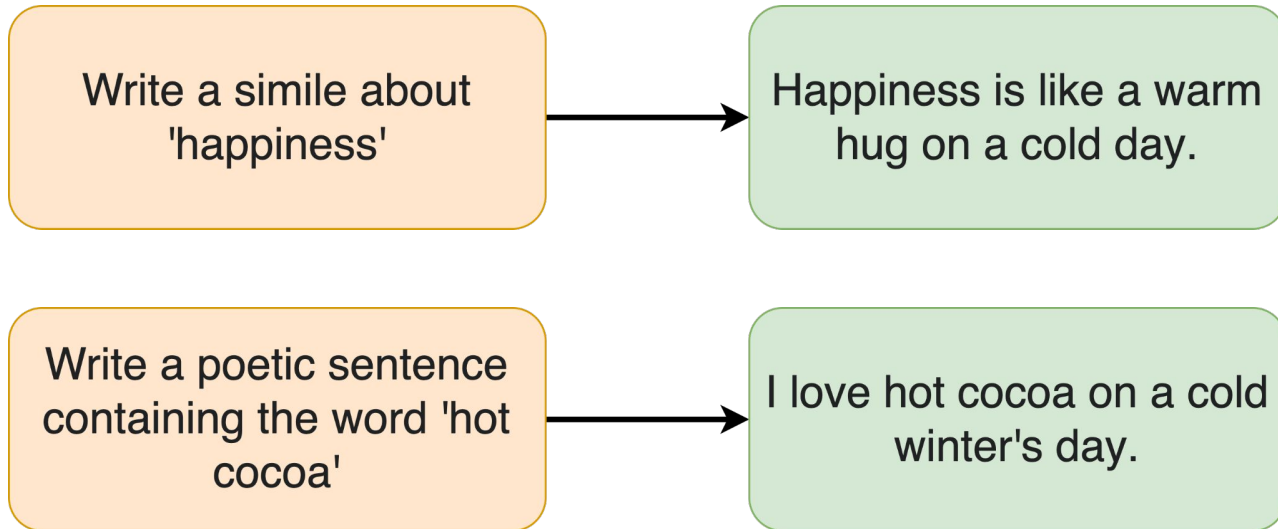 Write a simile about
'happiness'
Happiness is like a warm
hug on a cold day.
Write a poetic sentence
containing the word 'hot
cocoa'
I love hot cocoa on a cold
winter's day.